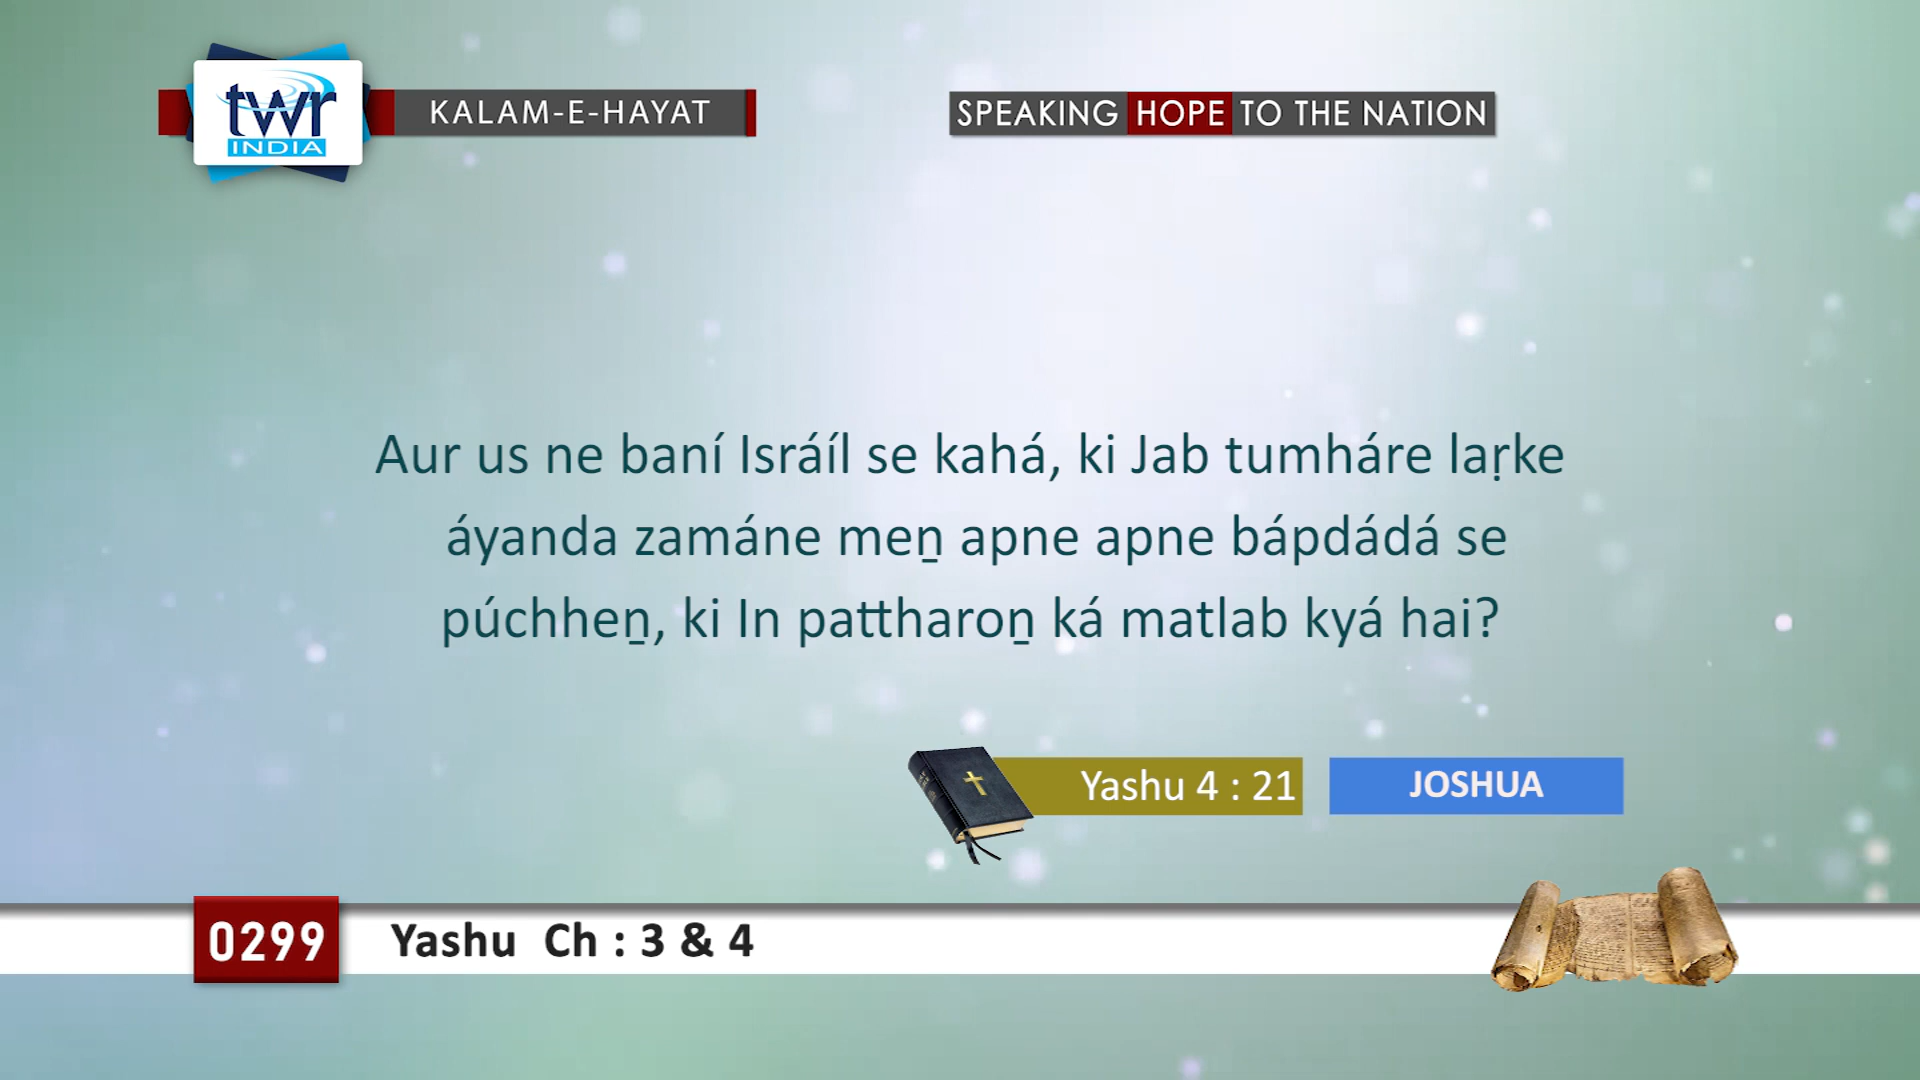 twr
INDIA
KALAM-E-HAYAT
SPEAKING HOPE TO THE NATION
Aur us ne baní Isráíl se kahá, ki Jab tumháre laṛke
áyanda zamáne meṉ apne apne bápdádá se
púchheṉ, ki In pattharoṉ ká matlab kyá hai?
Yashu 4 : 21
JOSHUA
0299
Yashu Ch : 3 & 4